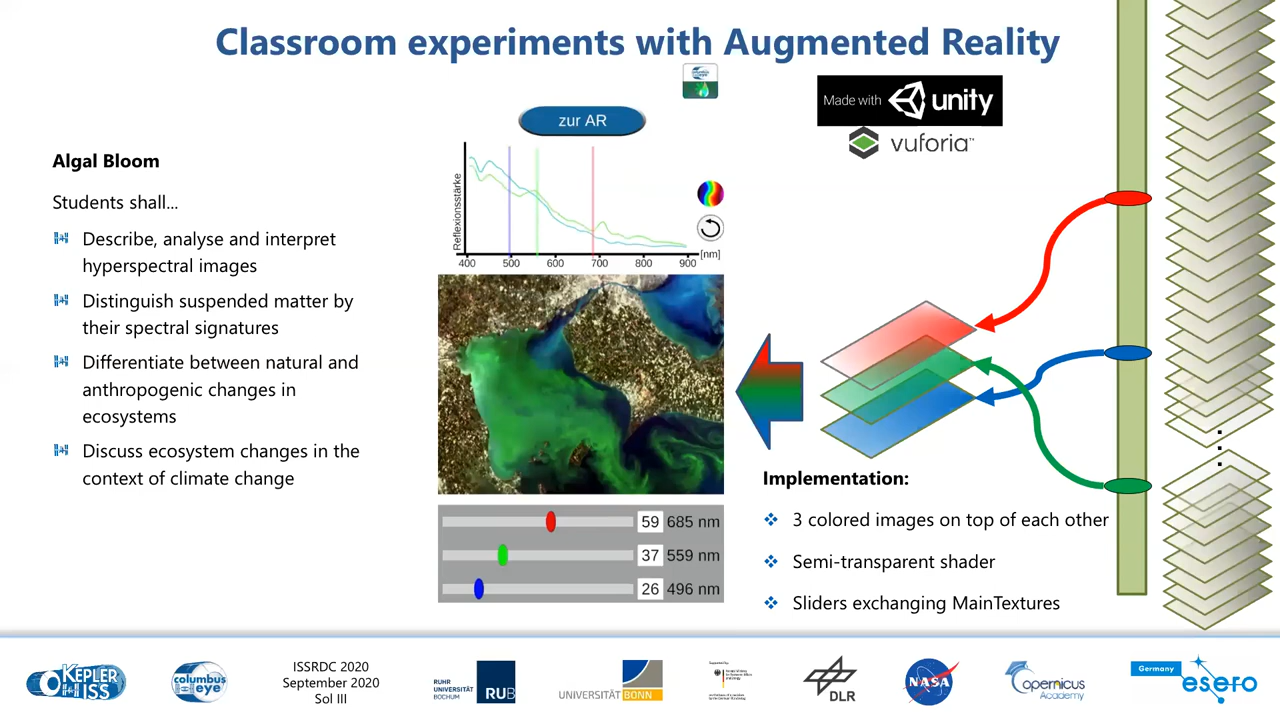 Classroom experiments with Augmented Reality
Made with unity
vuforia™
zur AR
Algal Bloom
Students shall...
Describe, analyse and interpret
hyperspectral images
Distinguish suspended matter by
their spectral signatures
Differentiate between natural and
anthropogenic changes in
ecosystems
Discuss ecosystem changes in the
context of climate change
Reflexionsstärke
400 500 600 700 800 900 [nm]
59 685 nm
37 559 nm
26 496 nm
Implementation:
3 colored images on top of each other
Semi-transparent shader
Sliders exchanging MainTextures
KEPLER
ISS
columbus
eye
ISSRDC 2020
September 2020
Sol III
RUHR
UNIVERSITÄT
BOCHUM
RUB
UNIVERSITÄT BONN
DLR
NASA
Copernicus
Academy
Germany
esero